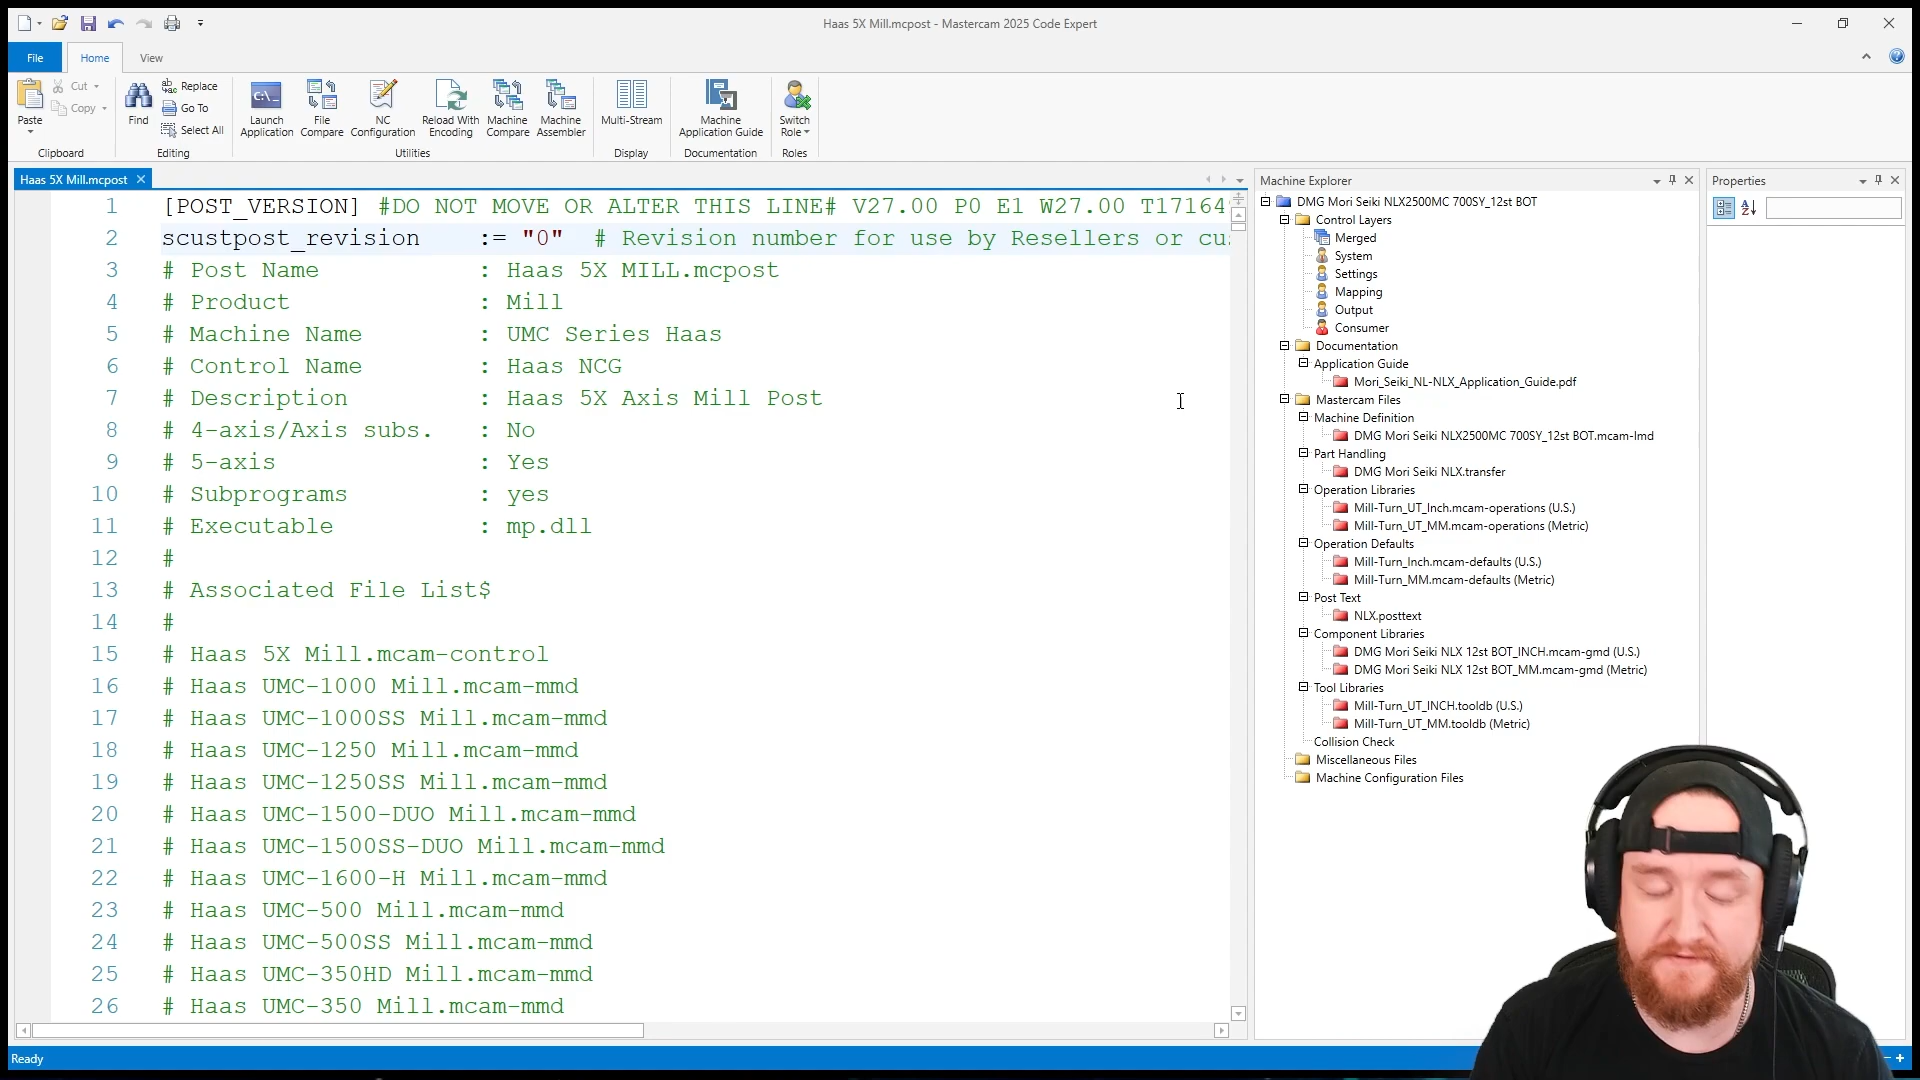 Haas 5X Mill.mcpost - Mastercam 2025 Code Expert
File
Home
View
Paste
Cut
Copy
Clipboard
Find
Replace
Go To
Select All
Editing
Launch Application
File Compare
NC Configuration
Reload With Encoding
Machine Compare
Machine Assembler
Utilities
Multi-Stream
Display
Machine Application Guide
Documentation
Switch Role
Roles
Haas 5X Mill.mcpost
1 [POST_VERSION] #DO NOT MOVE OR ALTER THIS LINE# V27.00 P0 E1 W27.00 T17164
2 scustpost_revision := "0" # Revision number for use by Resellers or cu
3 # Post Name : Haas 5X MILL.mcpost
4 # Product : Mill
5 # Machine Name : UMC Series Haas
6 # Control Name : Haas NCG
7 # Description : Haas 5X Axis Mill Post
8 # 4-axis/Axis subs. : No
9 # 5-axis : Yes
10 # Subprograms : yes
11 # Executable : mp.dll
12 #
13 # Associated File List$
14 #
15 # Haas 5X Mill.mcam-control
16 # Haas UMC-1000 Mill.mcam-mmd
17 # Haas UMC-1000SS Mill.mcam-mmd
18 # Haas UMC-1250 Mill.mcam-mmd
19 # Haas UMC-1250SS Mill.mcam-mmd
20 # Haas UMC-1500-DUO Mill.mcam-mmd
21 # Haas UMC-1500SS-DUO Mill.mcam-mmd
22 # Haas UMC-1600-H Mill.mcam-mmd
23 # Haas UMC-500 Mill.mcam-mmd
24 # Haas UMC-500SS Mill.mcam-mmd
25 # Haas UMC-350HD Mill.mcam-mmd
26 # Haas UMC-350 Mill.mcam-mmd
Machine Explorer
DMG Mori Seiki NLX2500MC 700SY_12st BOT
Control Layers
Merged
System
Settings
Mapping
Output
Consumer
Documentation
Application Guide
Mori_Seiki_NL-NLX_Application_Guide.pdf
Mastercam Files
Machine Definition
DMG Mori Seiki NLX2500MC 700SY_12st BOT.mcam-lmd
Part Handling
DMG Mori Seiki NLX.transfer
Operation Libraries
Mill-Turn_UT_Inch.mcam-operations (U.S.)
Mill-Turn_UT_MM.mcam-operations (Metric)
Operation Defaults
Mill-Turn_Inch.mcam-defaults (U.S.)
Mill-Turn_MM.mcam-defaults (Metric)
Post Text
NLX.posttext
Component Libraries
DMG Mori Seiki NLX 12st BOT_INCH.mcam-gmd (U.S.)
DMG Mori Seiki NLX 12st BOT_MM.mcam-gmd (Metric)
Tool Libraries
Mill-Turn_UT_INCH.tooldb (U.S.)
Mill-Turn_UT_MM.tooldb (Metric)
Collision Check
Miscellaneous Files
Machine Configuration Files
Properties
Ready